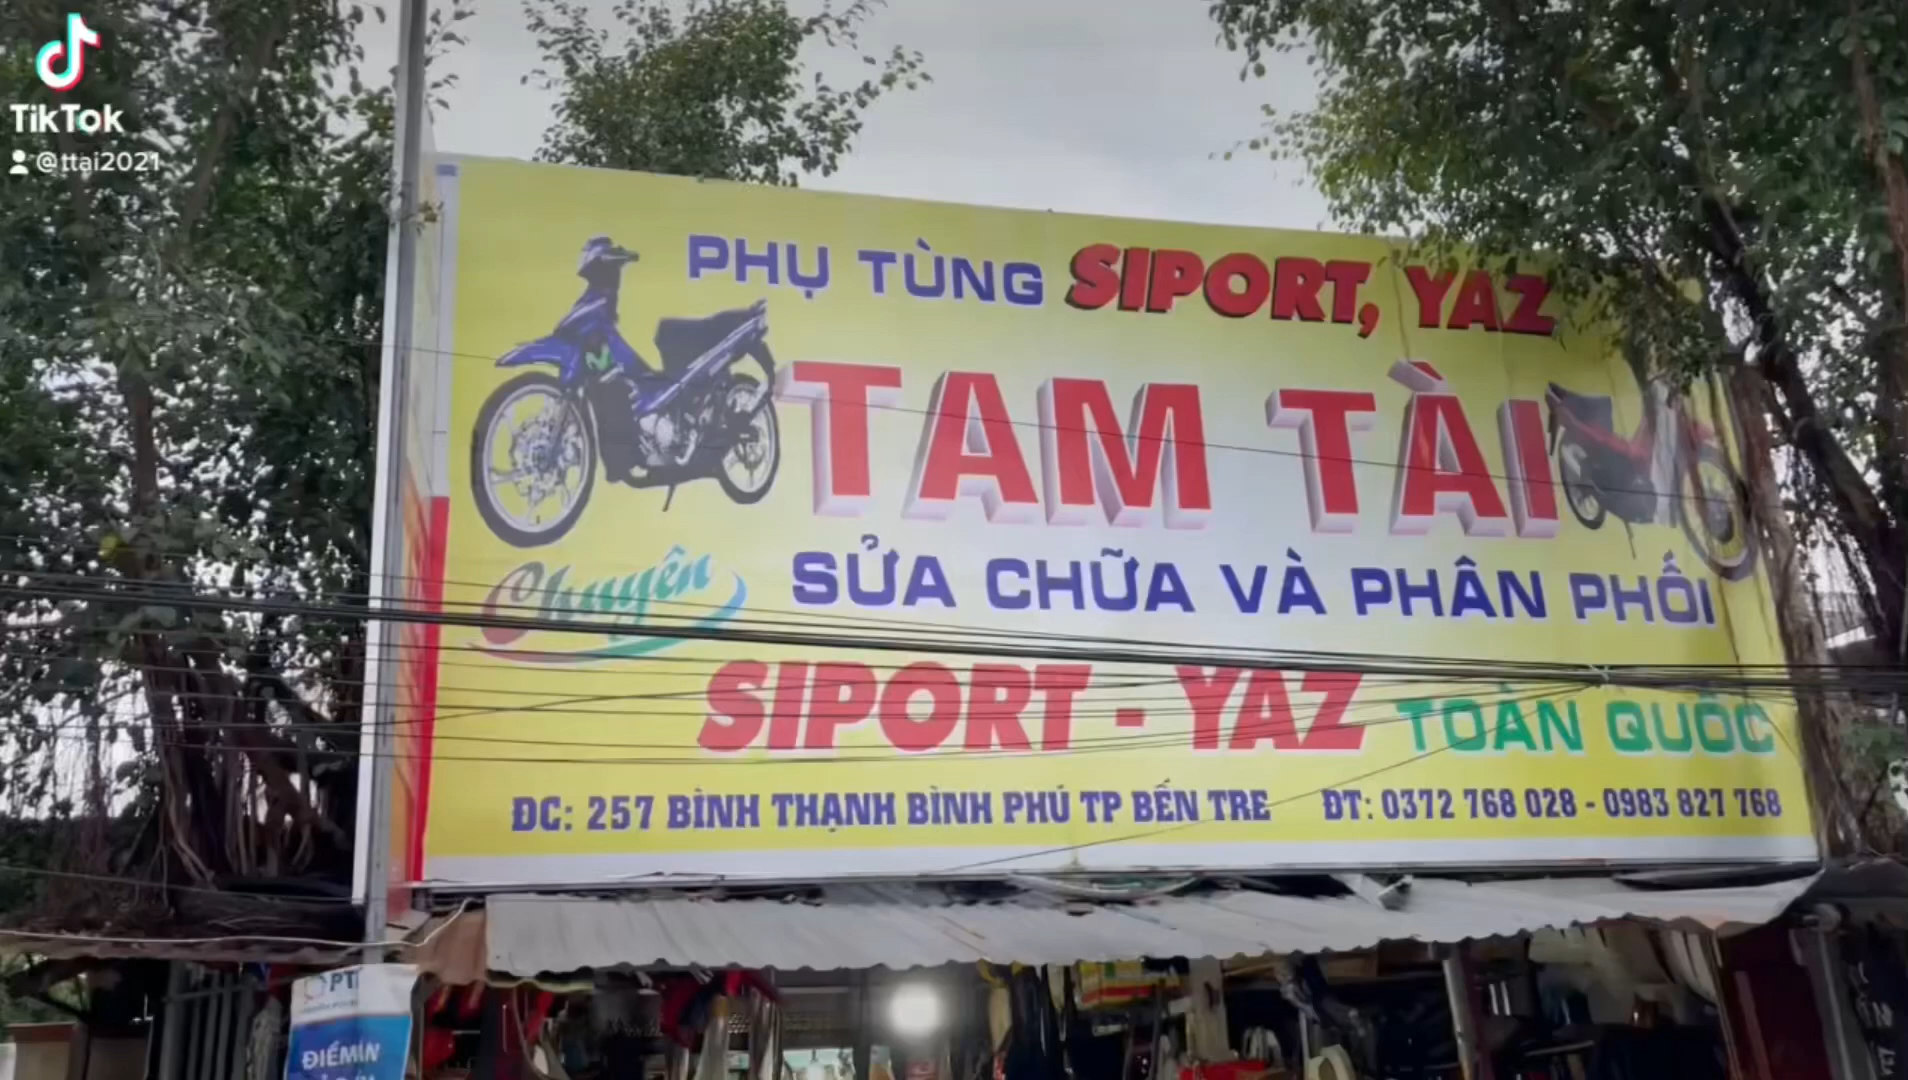 TikTok
@ttai2021
PHỤ TÙNG SIPORT, YAZ
TAM TÀI
Chuyên
SỬA CHỮA VÀ PHÂN PHỐI
SIPORT - YAZ TOÀN QUỐC
ĐC: 257 BÌNH THẠNH BÌNH PHÚ TP BẾN TRE ĐT: 0372 768 028 - 0983 827 768